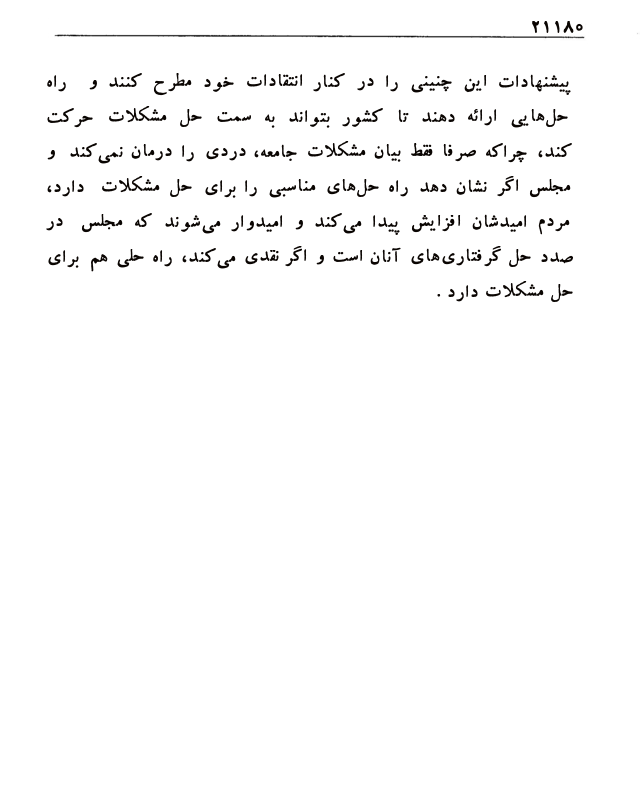 ۲۱۱۸۰
پیشنهادات این چنینی را در کنار انتقادات خود مطرح کنند و راه
حل‌هایی ارائه دهند تا کشور بتواند به سمت حل مشکلات حرکت
کند، چراکه صرفا فقط بیان مشکلات جامعه، دردی را درمان نمی‌کند و
مجلس اگر نشان دهد راه حل‌های مناسبی را برای حل مشکلات دارد،
مردم امیدشان افزایش پیدا می‌کند و امیدوار می‌شوند که مجلس در
صدد حل گرفتاری‌های آنان است و اگر نقدی می‌کند، راه حلی هم برای
حل مشکلات دارد .